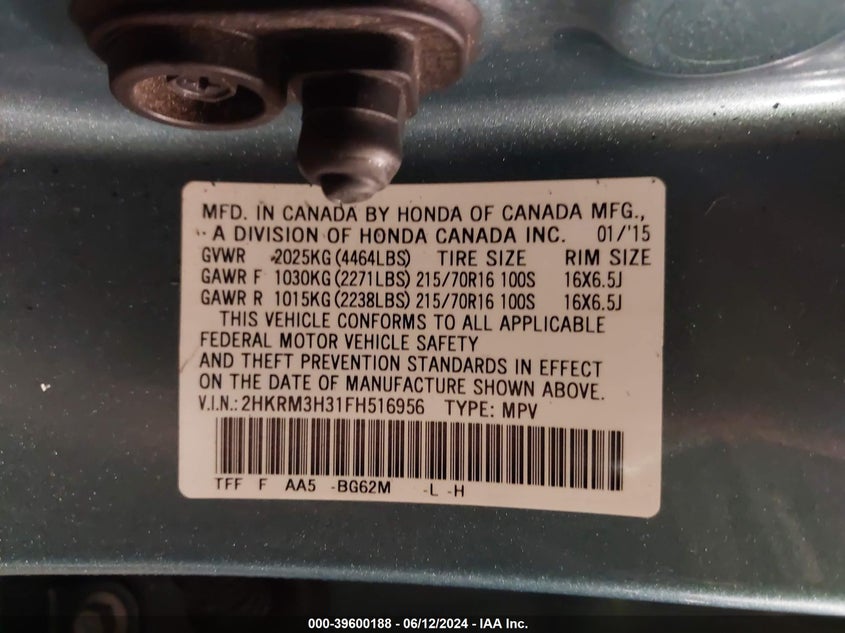 MFD. IN CANADA BY HONDA OF CANADA MFG.,
A DIVISION OF HONDA CANADA INC. 01/'15
GVWR 2025KG (4464LBS) TIRE SIZE RIM SIZE
GAWR F 1030KG (2271LBS) 215/70R16 100S 16X6.5J
GAWR R 1015KG (2238LBS) 215/70R16 100S 16X6.5J
THIS VEHICLE CONFORMS TO ALL APPLICABLE
FEDERAL MOTOR VEHICLE SAFETY
AND THEFT PREVENTION STANDARDS IN EFFECT
ON THE DATE OF MANUFACTURE SHOWN ABOVE.
V.I.N.: 2HKRM3H31FH516956 TYPE: MPV
TFF F AA5 -BG62M -L -H
000-39600188 - 06/12/2024 - IAA Inc.